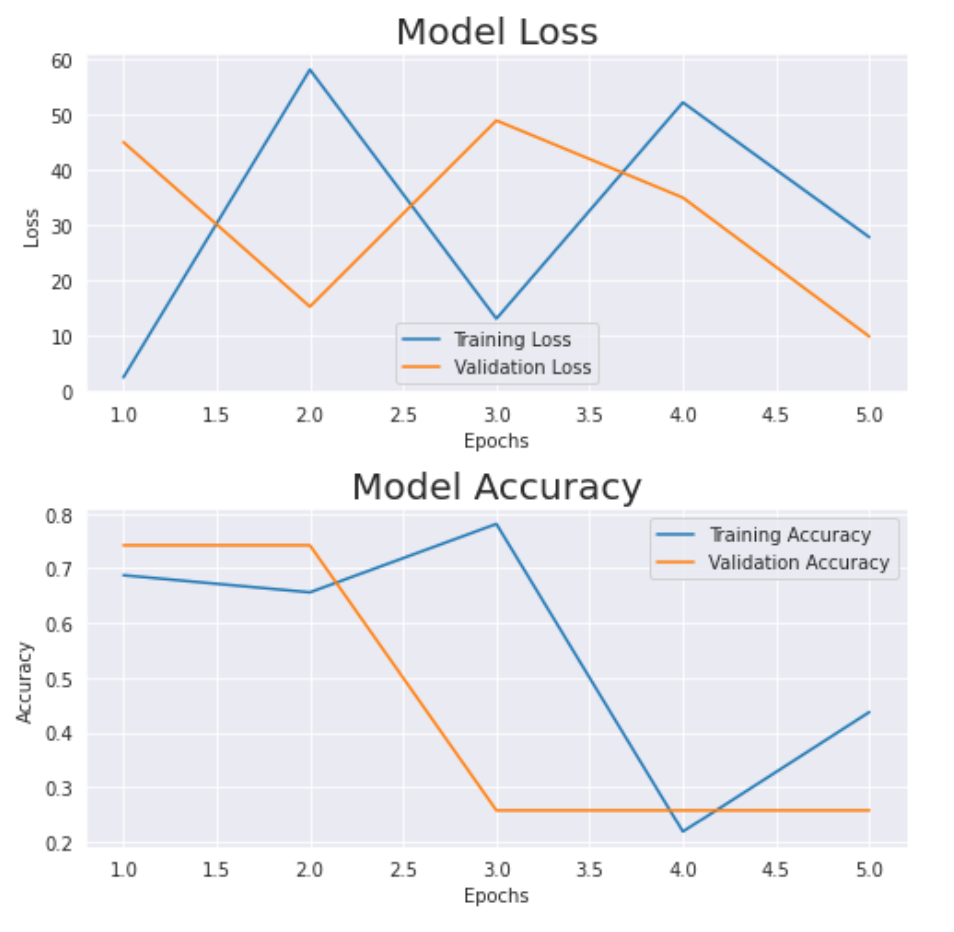 Model Loss
60
50
40
30
20
10
0
Loss
Training Loss
Validation Loss
1.0 1.5 2.0 2.5 3.0 3.5 4.0 4.5 5.0
Epochs
Model Accuracy
0.8
0.7
0.6
0.5
0.4
0.3
0.2
Accuracy
Training Accuracy
Validation Accuracy
1.0 1.5 2.0 2.5 3.0 3.5 4.0 4.5 5.0
Epochs